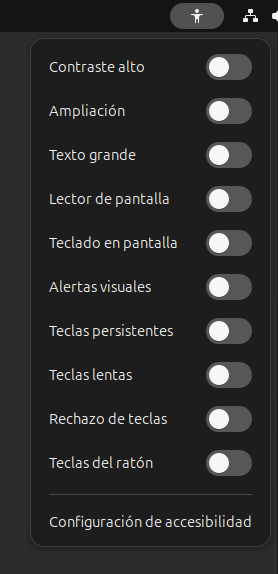 Contraste alto
Ampliación
Texto grande
Lector de pantalla
Teclado en pantalla
Alertas visuales
Teclas persistentes
Teclas lentas
Rechazo de teclas
Teclas del ratón
Configuración de accesibilidad